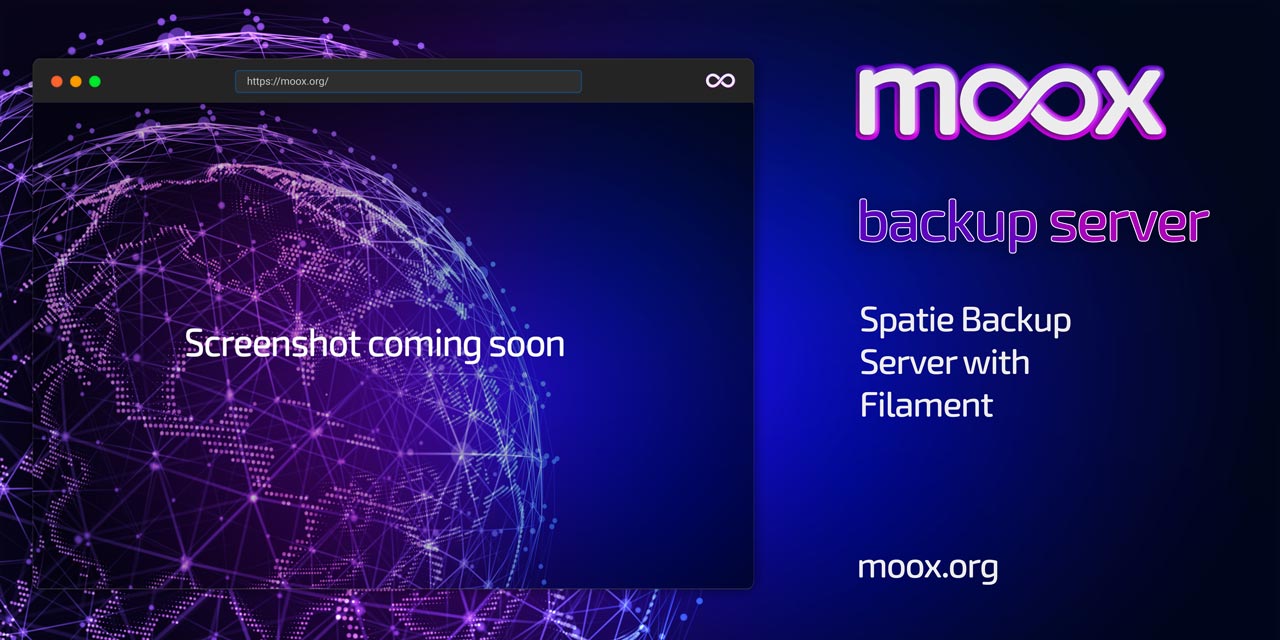 https://moox.org/
Screenshot coming soon
moox
backup server
Spatie Backup
Server with
Filament
moox.org